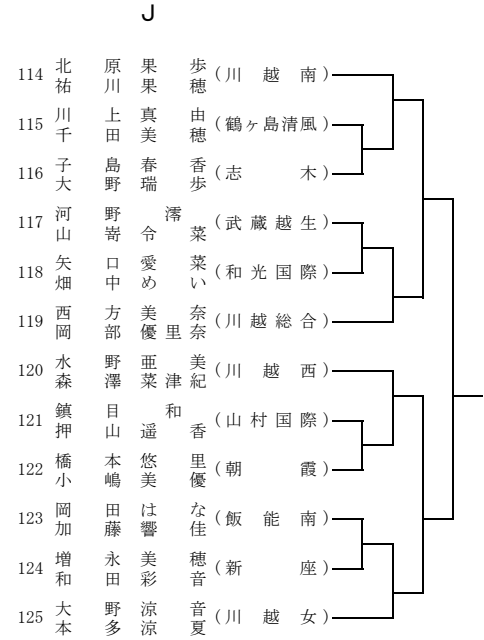 J
114 北原果歩 (川越南)
祐川果穂
115 川上真由 (鶴ヶ島清風)
千田美穂
116 子島春香 (志木)
大野瑞歩
117 河野澪 (武蔵越生)
山嵜令菜
118 矢口愛菜 (和光国際)
畑中めい
119 西方美奈 (川越総合)
岡部優里奈
120 水野亜美 (川越西)
森澤菜津紀
121 鎮目和 (山村国際)
押山遥香
122 橋本悠里 (朝霞)
小嶋美優
123 岡田はな (飯能南)
加藤響佳
124 増永美穂 (新座)
和田彩音
125 大野涼音 (川越女)
本多涼夏